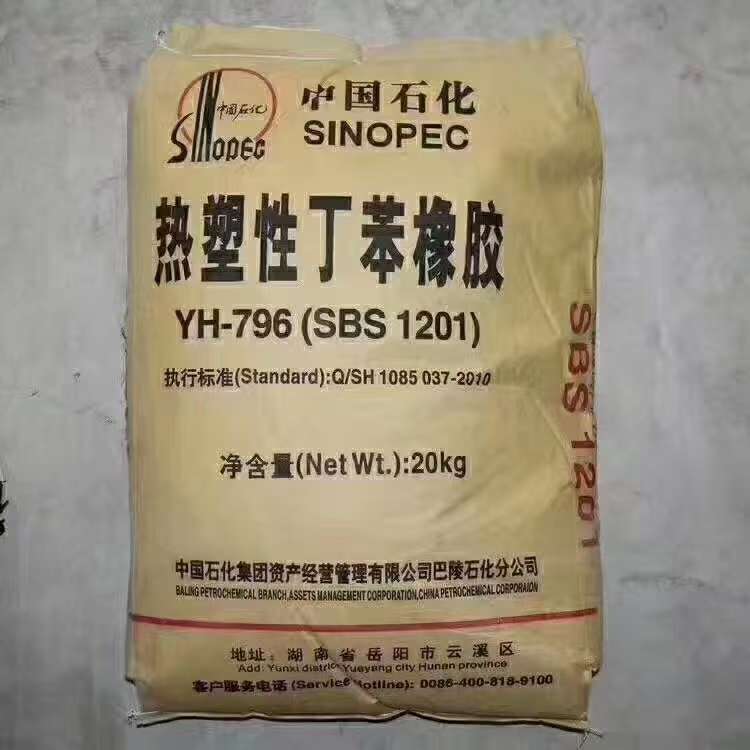 中国石化
SINOPEC
中国石化
SINOPEC
热塑性丁苯橡胶
YH-796 (SBS 1201)
执行标准(Standard):Q/SH 1085 037-2010
净含量(Net Wt.):20kg
SBS 1201
中国石化集团资产经营管理有限公司巴陵石化分公司
BALING PETROCHEMICAL BRANCH,ASSETS MANAGEMENT CORPORATION,CHINA PETROCHEMICAL CORPORAION
地址: 湖南省岳阳市云溪区
Add: Yunxi district Yueyang city Hunan province
客户服务电话 (Service Hotline): 0086-400-818-9100